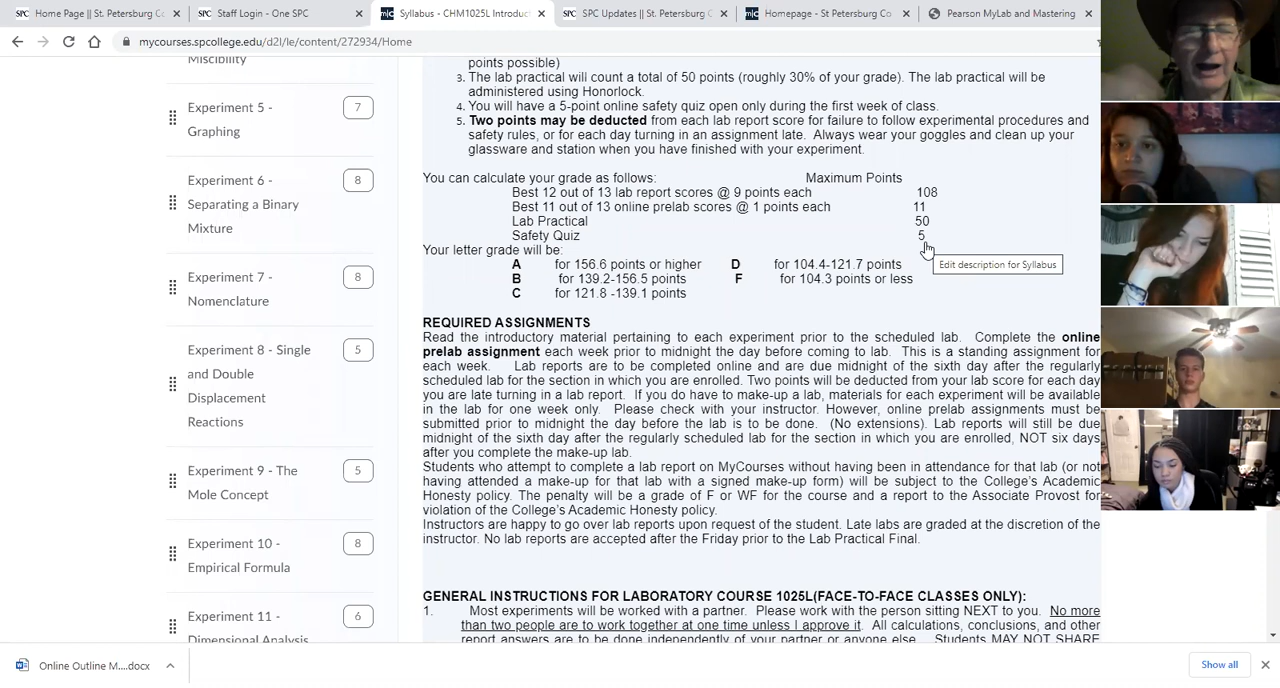 Home Page || St. Petersburg Co
Staff Login - One SPC
Syllabus - CHM1025L Introduct
SPC Updates || St. Petersburg C
Homepage - St Petersburg Co
Pearson MyLab and Mastering
mycourses.spcollege.edu/d2l/le/content/272934/Home
Miscibility
Experiment 5 -
Graphing
7
Experiment 6 -
Separating a Binary
Mixture
8
Experiment 7 -
Nomenclature
8
Experiment 8 - Single
and Double
Displacement
Reactions
5
Experiment 9 - The
Mole Concept
5
Experiment 10 -
Empirical Formula
8
Experiment 11 -
Dimensional Analysis
6
points possible)
3. The lab practical will count a total of 50 points (roughly 30% of your grade). The lab practical will be
administered using Honorlock.
4. You will have a 5-point online safety quiz open only during the first week of class.
5. Two points may be deducted from each lab report score for failure to follow experimental procedures and
safety rules, or for each day turning in an assignment late. Always wear your goggles and clean up your
glassware and station when you have finished with your experiment.
You can calculate your grade as follows: Maximum Points
Best 12 out of 13 lab report scores @ 9 points each 108
Best 11 out of 13 online prelab scores @ 1 points each 11
Lab Practical 50
Safety Quiz 5
Your letter grade will be:
Edit description for Syllabus
A for 156.6 points or higher D for 104.4-121.7 points
B for 139.2-156.5 points F for 104.3 points or less
C for 121.8 -139.1 points
REQUIRED ASSIGNMENTS
Read the introductory material pertaining to each experiment prior to the scheduled lab. Complete the online
prelab assignment each week prior to midnight the day before coming to lab. This is a standing assignment for
each week. Lab reports are to be completed online and are due midnight of the sixth day after the regularly
scheduled lab for the section in which you are enrolled. Two points will be deducted from your lab score for each day
you are late turning in a lab report. If you do have to make-up a lab, materials for each experiment will be available
in the lab for one week only. Please check with your instructor. However, online prelab assignments must be
submitted prior to midnight the day before the lab is to be done. (No extensions). Lab reports will still be due
midnight of the sixth day after the regularly scheduled lab for the section in which you are enrolled, NOT six days
after you complete the make-up lab.
Students who attempt to complete a lab report on MyCourses without having been in attendance for that lab (or not
having attended a make-up for that lab with a signed make-up form) will be subject to the College's Academic
Honesty policy. The penalty will be a grade of F or WF for the course and a report to the Associate Provost for
violation of the College's Academic Honesty policy.
Instructors are happy to go over lab reports upon request of the student. Late labs are graded at the discretion of the
instructor. No lab reports are accepted after the Friday prior to the Lab Practical Final.
GENERAL INSTRUCTIONS FOR LABORATORY COURSE 1025L(FACE-TO-FACE CLASSES ONLY):
1. Most experiments will be worked with a partner. Please work with the person sitting NEXT to you. No more
than two people are to work together at one time unless I approve it. All calculations, conclusions, and other
report answers are to be done independently of your partner or anyone else. Students MAY NOT SHARE
Online Outline M....docx
Show all